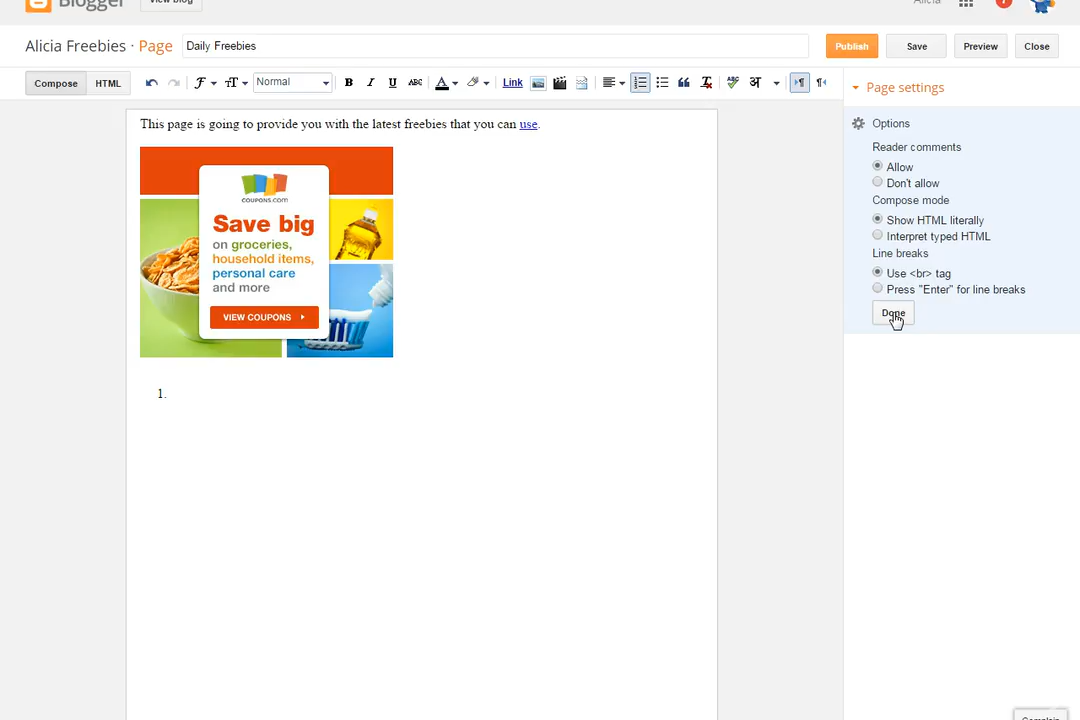 Blogger
View blog
Alicia
Alicia Freebies · Page
Daily Freebies
Publish
Save
Preview
Close
Compose
HTML
Normal
B I U ABC A Link
Page settings
This page is going to provide you with the latest freebies that you can use.
COUPONS.COM
Save big
on groceries,
household items,
personal care
and more
VIEW COUPONS
1.
Options
Reader comments
Allow
Don't allow
Compose mode
Show HTML literally
Interpret typed HTML
Line breaks
Use <br> tag
Press "Enter" for line breaks
Done